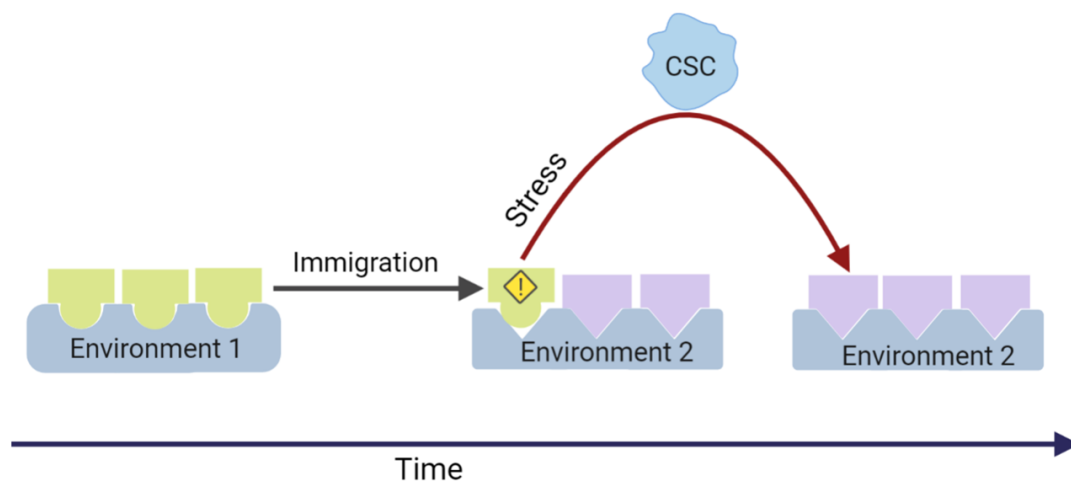 CSC
Stress
Immigration
!
Environment 1
Environment 2
Environment 2
Time